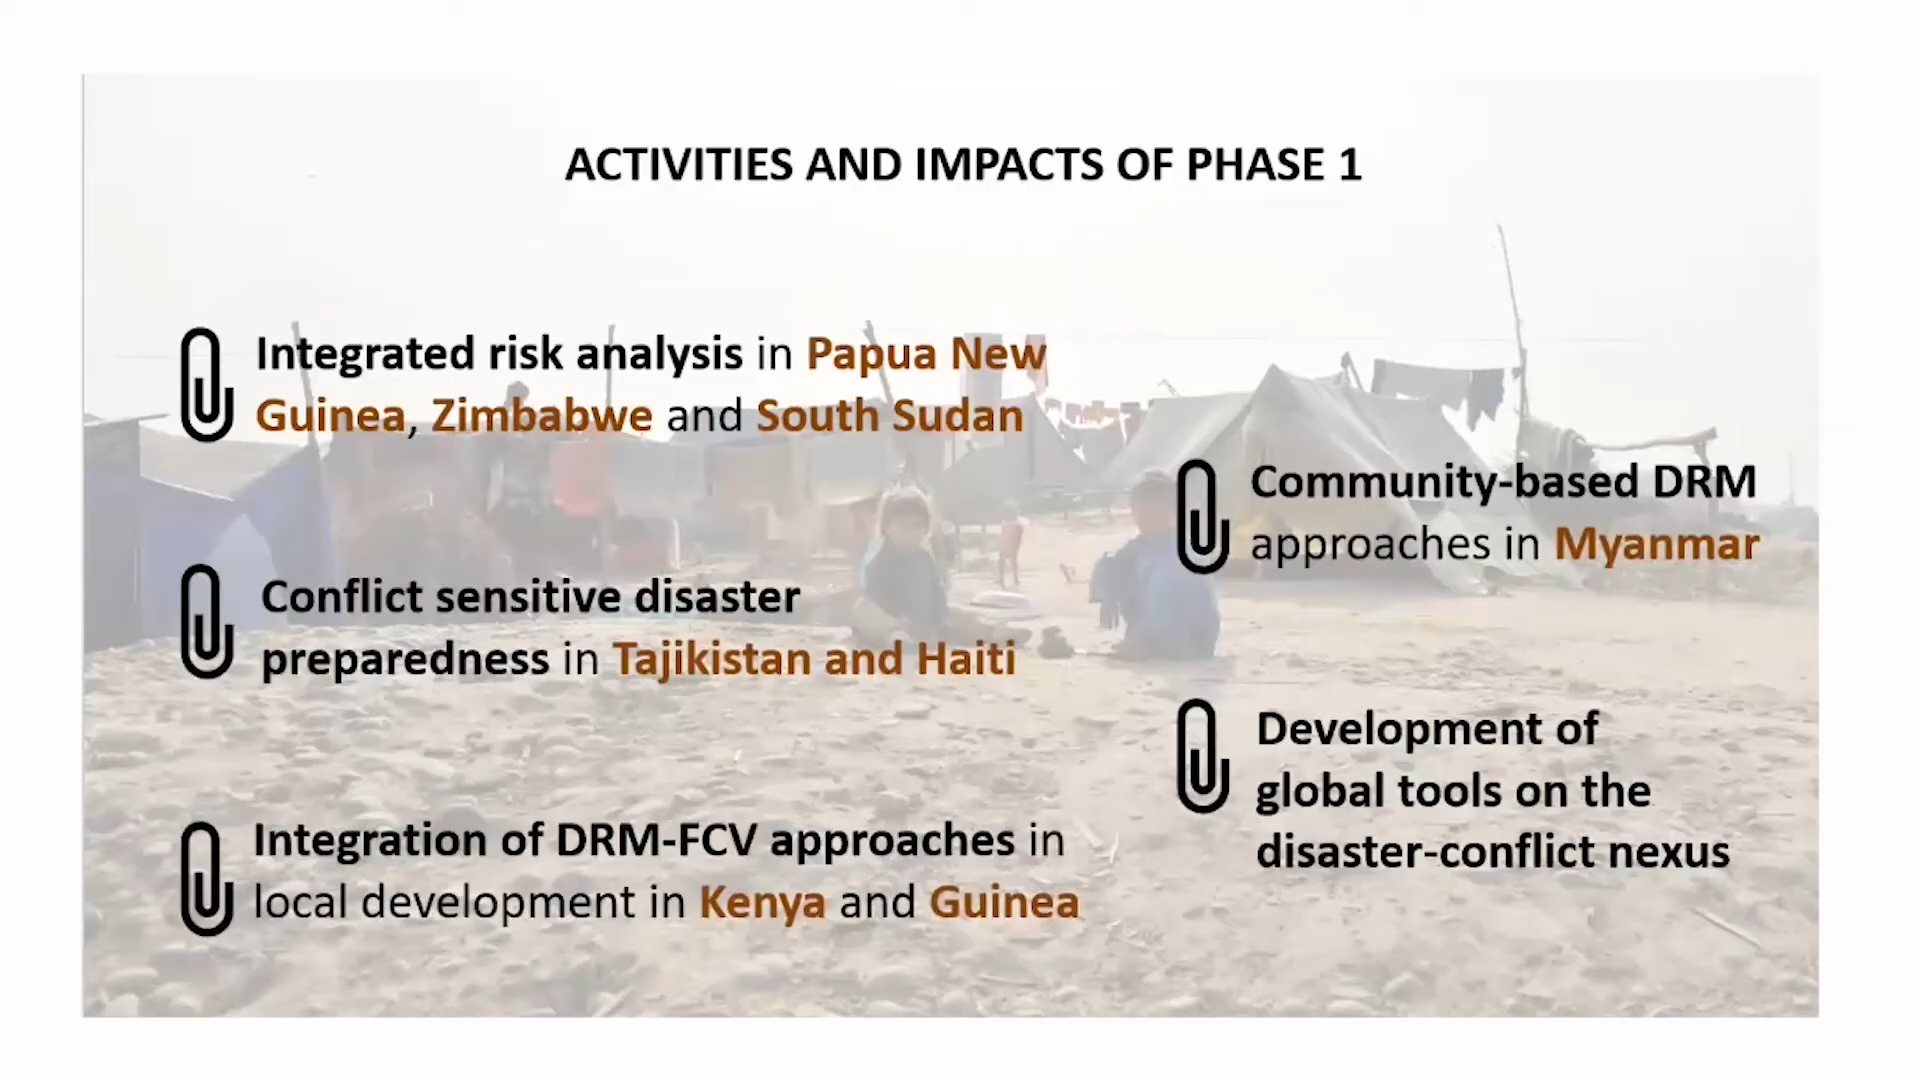 ACTIVITIES AND IMPACTS OF PHASE 1
Integrated risk analysis in Papua New
Guinea, Zimbabwe and South Sudan
Conflict sensitive disaster
preparedness in Tajikistan and Haiti
Integration of DRM-FCV approaches in
local development in Kenya and Guinea
Community-based DRM
approaches in Myanmar
Development of
global tools on the
disaster-conflict nexus